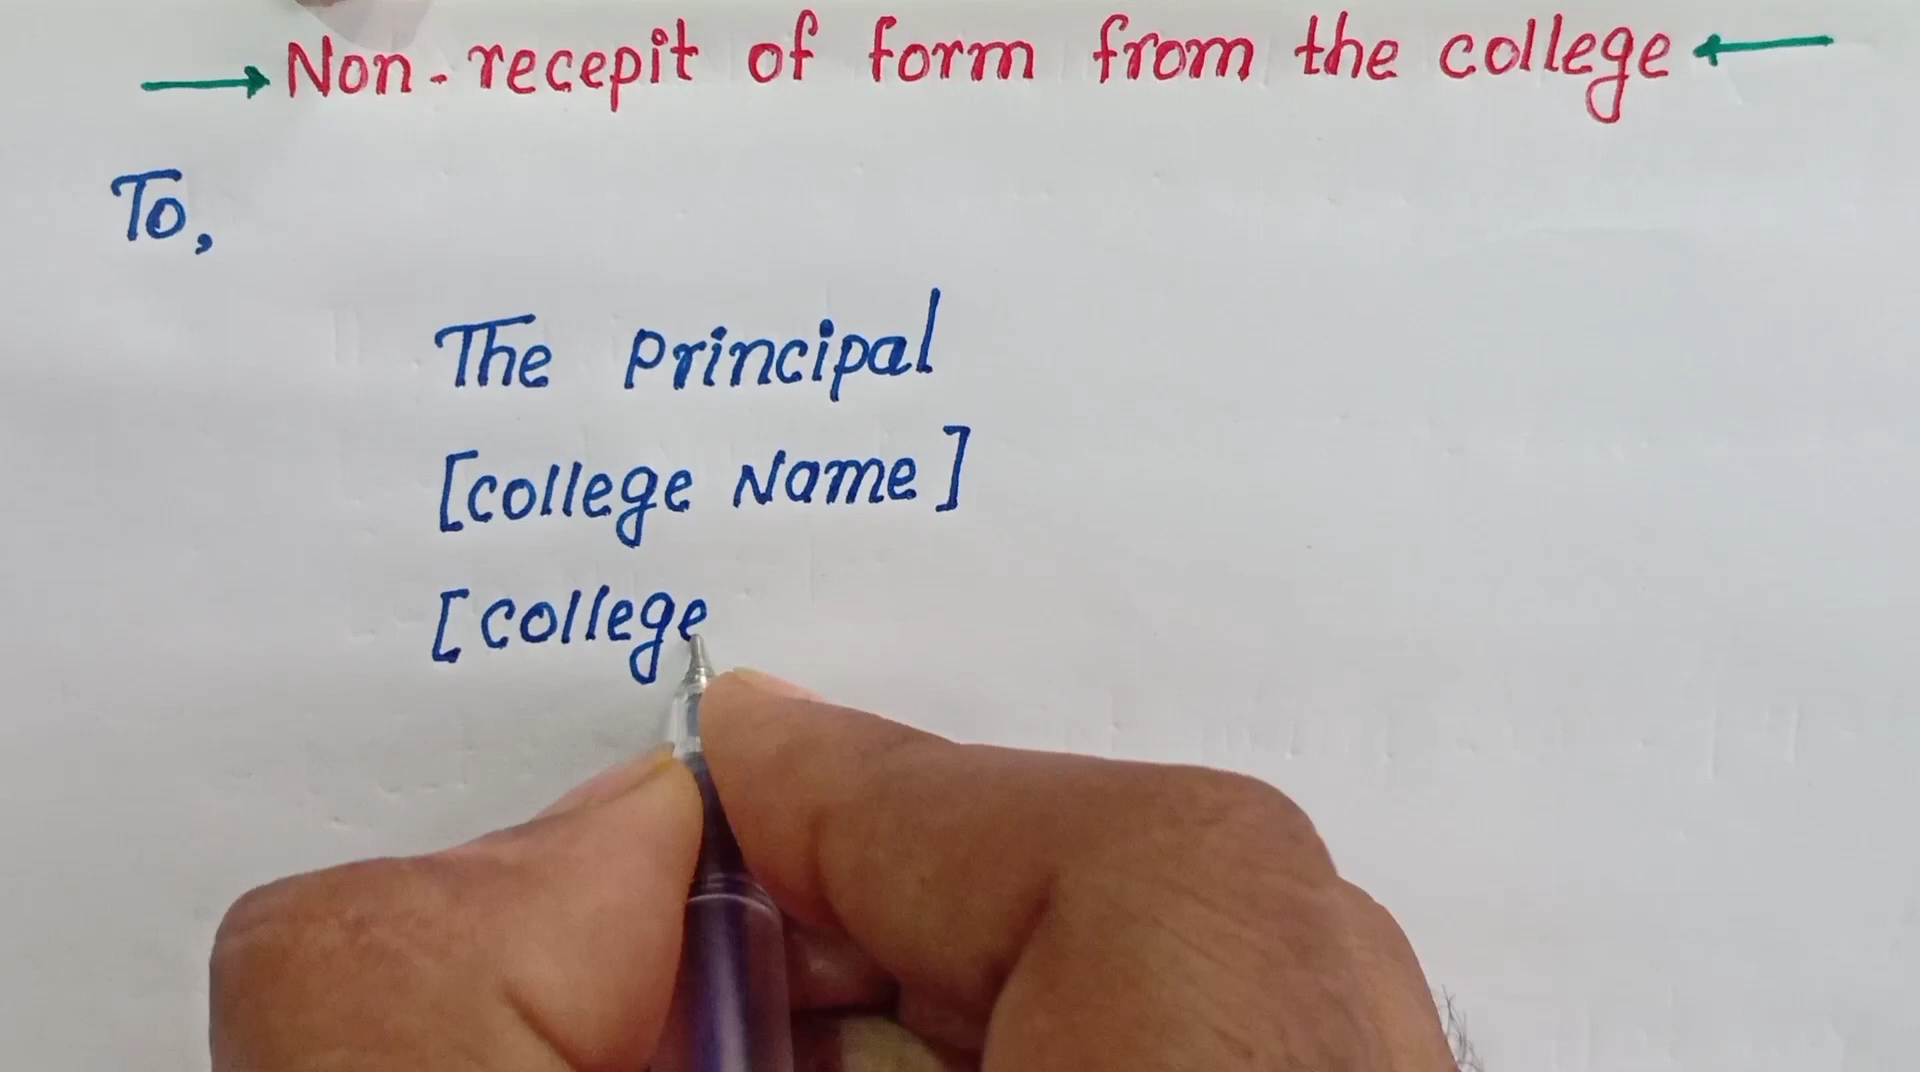 Non-recepit of form from the college
To,
The Principal
[college Name]
[college